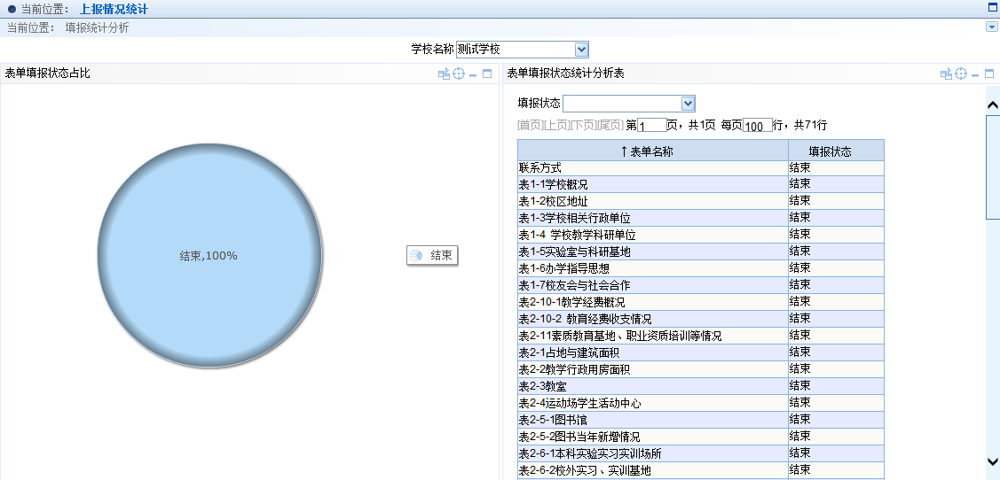 当前位置： 上报情况统计
当前位置： 填报统计分析
学校名称 测试学校
表单填报状态占比
结束,100%
结束
表单填报状态统计分析表
填报状态
[首页][上页][下页][尾页] 第1页，共1页 每页100行，共71行
↑表单名称 填报状态
联系方式 结束
表1-1学校概况 结束
表1-2校区地址 结束
表1-3学校相关行政单位 结束
表1-4 学校教学科研单位 结束
表1-5实验室与科研基地 结束
表1-6办学指导思想 结束
表1-7校友会与社会合作 结束
表2-10-1教学经费概况 结束
表2-10-2 教育经费收支情况 结束
表2-11素质教育基地、职业资质培训等情况 结束
表2-1占地与建筑面积 结束
表2-2教学行政用房面积 结束
表2-3教室 结束
表2-4运动场学生活动中心 结束
表2-5-1图书馆 结束
表2-5-2图书当年新增情况 结束
表2-6-1本科实验实习实训场所 结束
表2-6-2校外实习、实训基地 结束